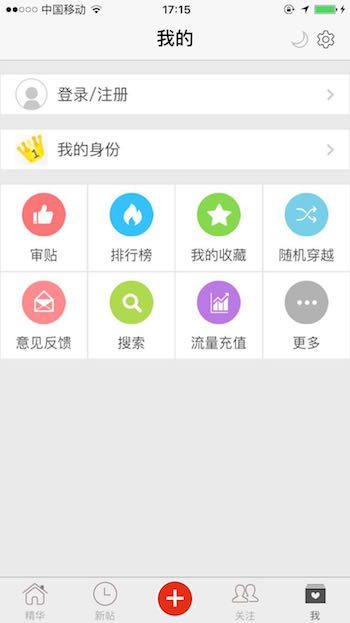 中国移动
17:15
我的
登录/注册
1
我的身份
审贴
排行榜
我的收藏
随机穿越
意见反馈
搜索
流量充值
更多
精华
新帖
关注
我